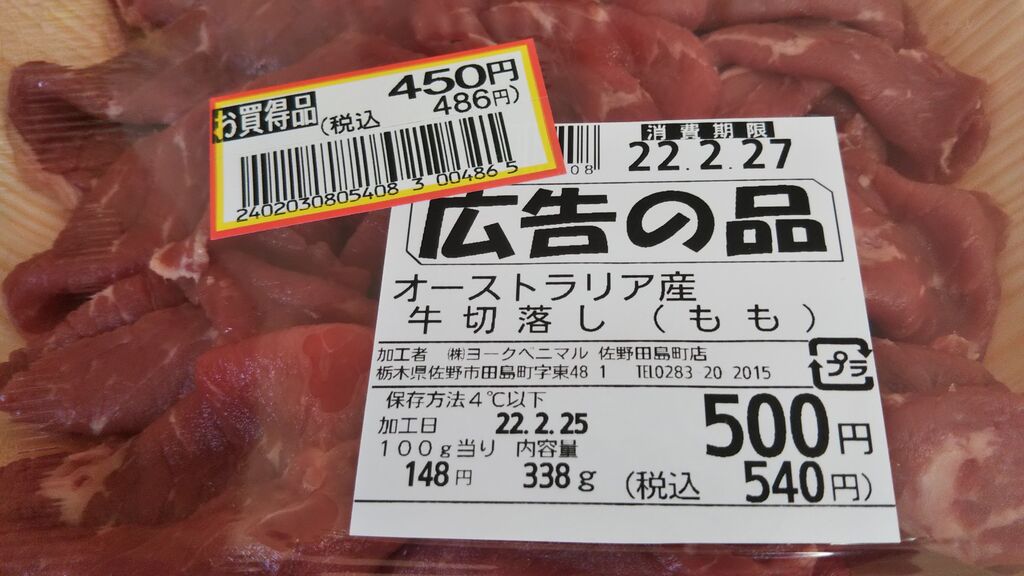 お買得品
450円
(税込 486円)
2402030805408 3 00486 5
08
消費期限
22.2.27
広告の品
オーストラリア産
牛切落し(もも)
加工者 ㈱ヨークベニマル 佐野田島町店
栃木県佐野市田島町字東48 1 TEL0283 20 2015
プラ
保存方法4℃以下
加工日 22.2.25
100g当り 内容量
148円 338g
500円
(税込 540円)